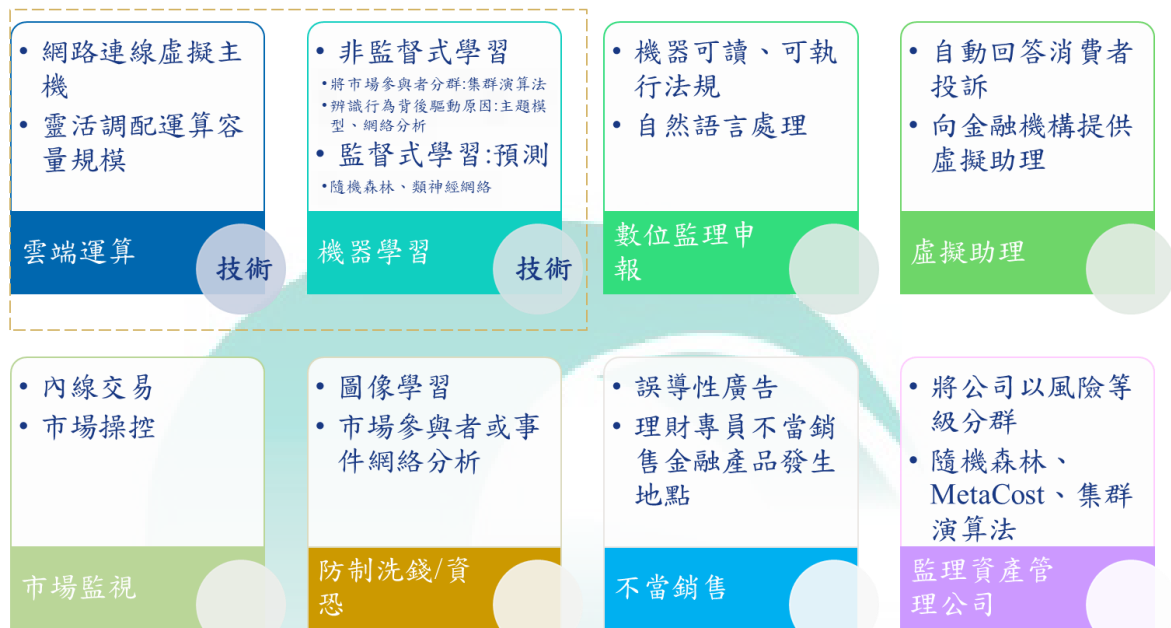 • 網路連線虛擬主
機
• 靈活調配運算容
量規模
雲端運算
技術
• 非監督式學習
•將市場參與者分群:集群演算法
•辨識行為背後驅動原因:主題模
型、網絡分析
• 監督式學習:預測
•隨機森林、類神經網絡
機器學習
技術
• 機器可讀、可執
行法規
• 自然語言處理
數位監理申
報
• 自動回答消費者
投訴
• 向金融機構提供
虛擬助理
虛擬助理
• 內線交易
• 市場操控
市場監視
• 圖像學習
• 市場參與者或事
件網絡分析
防制洗錢/資
恐
• 誤導性廣告
• 理財專員不當銷
售金融產品發生
地點
不當銷售
• 將公司以風險等
級分群
• 隨機森林、
MetaCost、集群
演算法
監理資產管
理公司